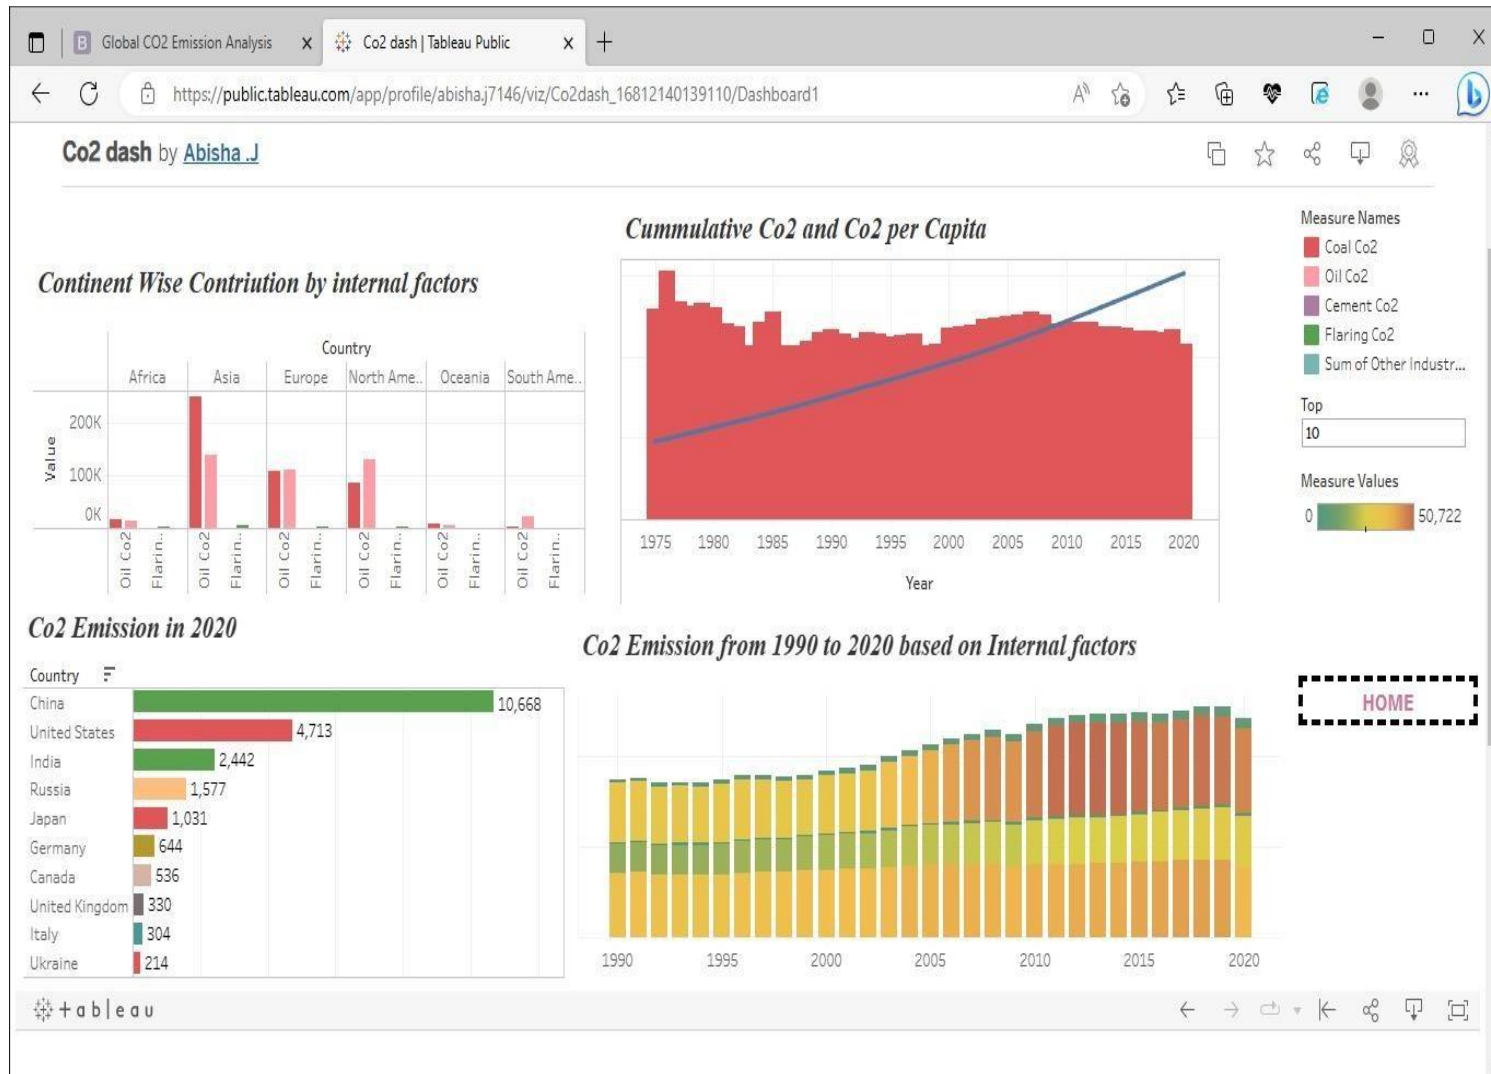 Global CO2 Emission Analysis
Co2 dash | Tableau Public
https://public.tableau.com/app/profile/abisha.j7146/viz/Co2dash_16812140139110/Dashboard1
Co2 dash by Abisha .J
Continent Wise Contriution by internal factors
Country
Africa Asia Europe North Ame.. Oceania South Ame..
Value
200K
100K
0K
Oil Co2 Flarin.. Oil Co2 Flarin.. Oil Co2 Flarin.. Oil Co2 Flarin.. Oil Co2 Flarin.. Oil Co2 Flarin..
Cummulative Co2 and Co2 per Capita
1975 1980 1985 1990 1995 2000 2005 2010 2015 2020
Year
Measure Names
Coal Co2
Oil Co2
Cement Co2
Flaring Co2
Sum of Other Industr...
Top
10
Measure Values
0 50,722
Co2 Emission in 2020
Country
China 10,668
United States 4,713
India 2,442
Russia 1,577
Japan 1,031
Germany 644
Canada 536
United Kingdom 330
Italy 304
Ukraine 214
Co2 Emission from 1990 to 2020 based on Internal factors
1990 1995 2000 2005 2010 2015 2020
HOME
+ a b | e a u